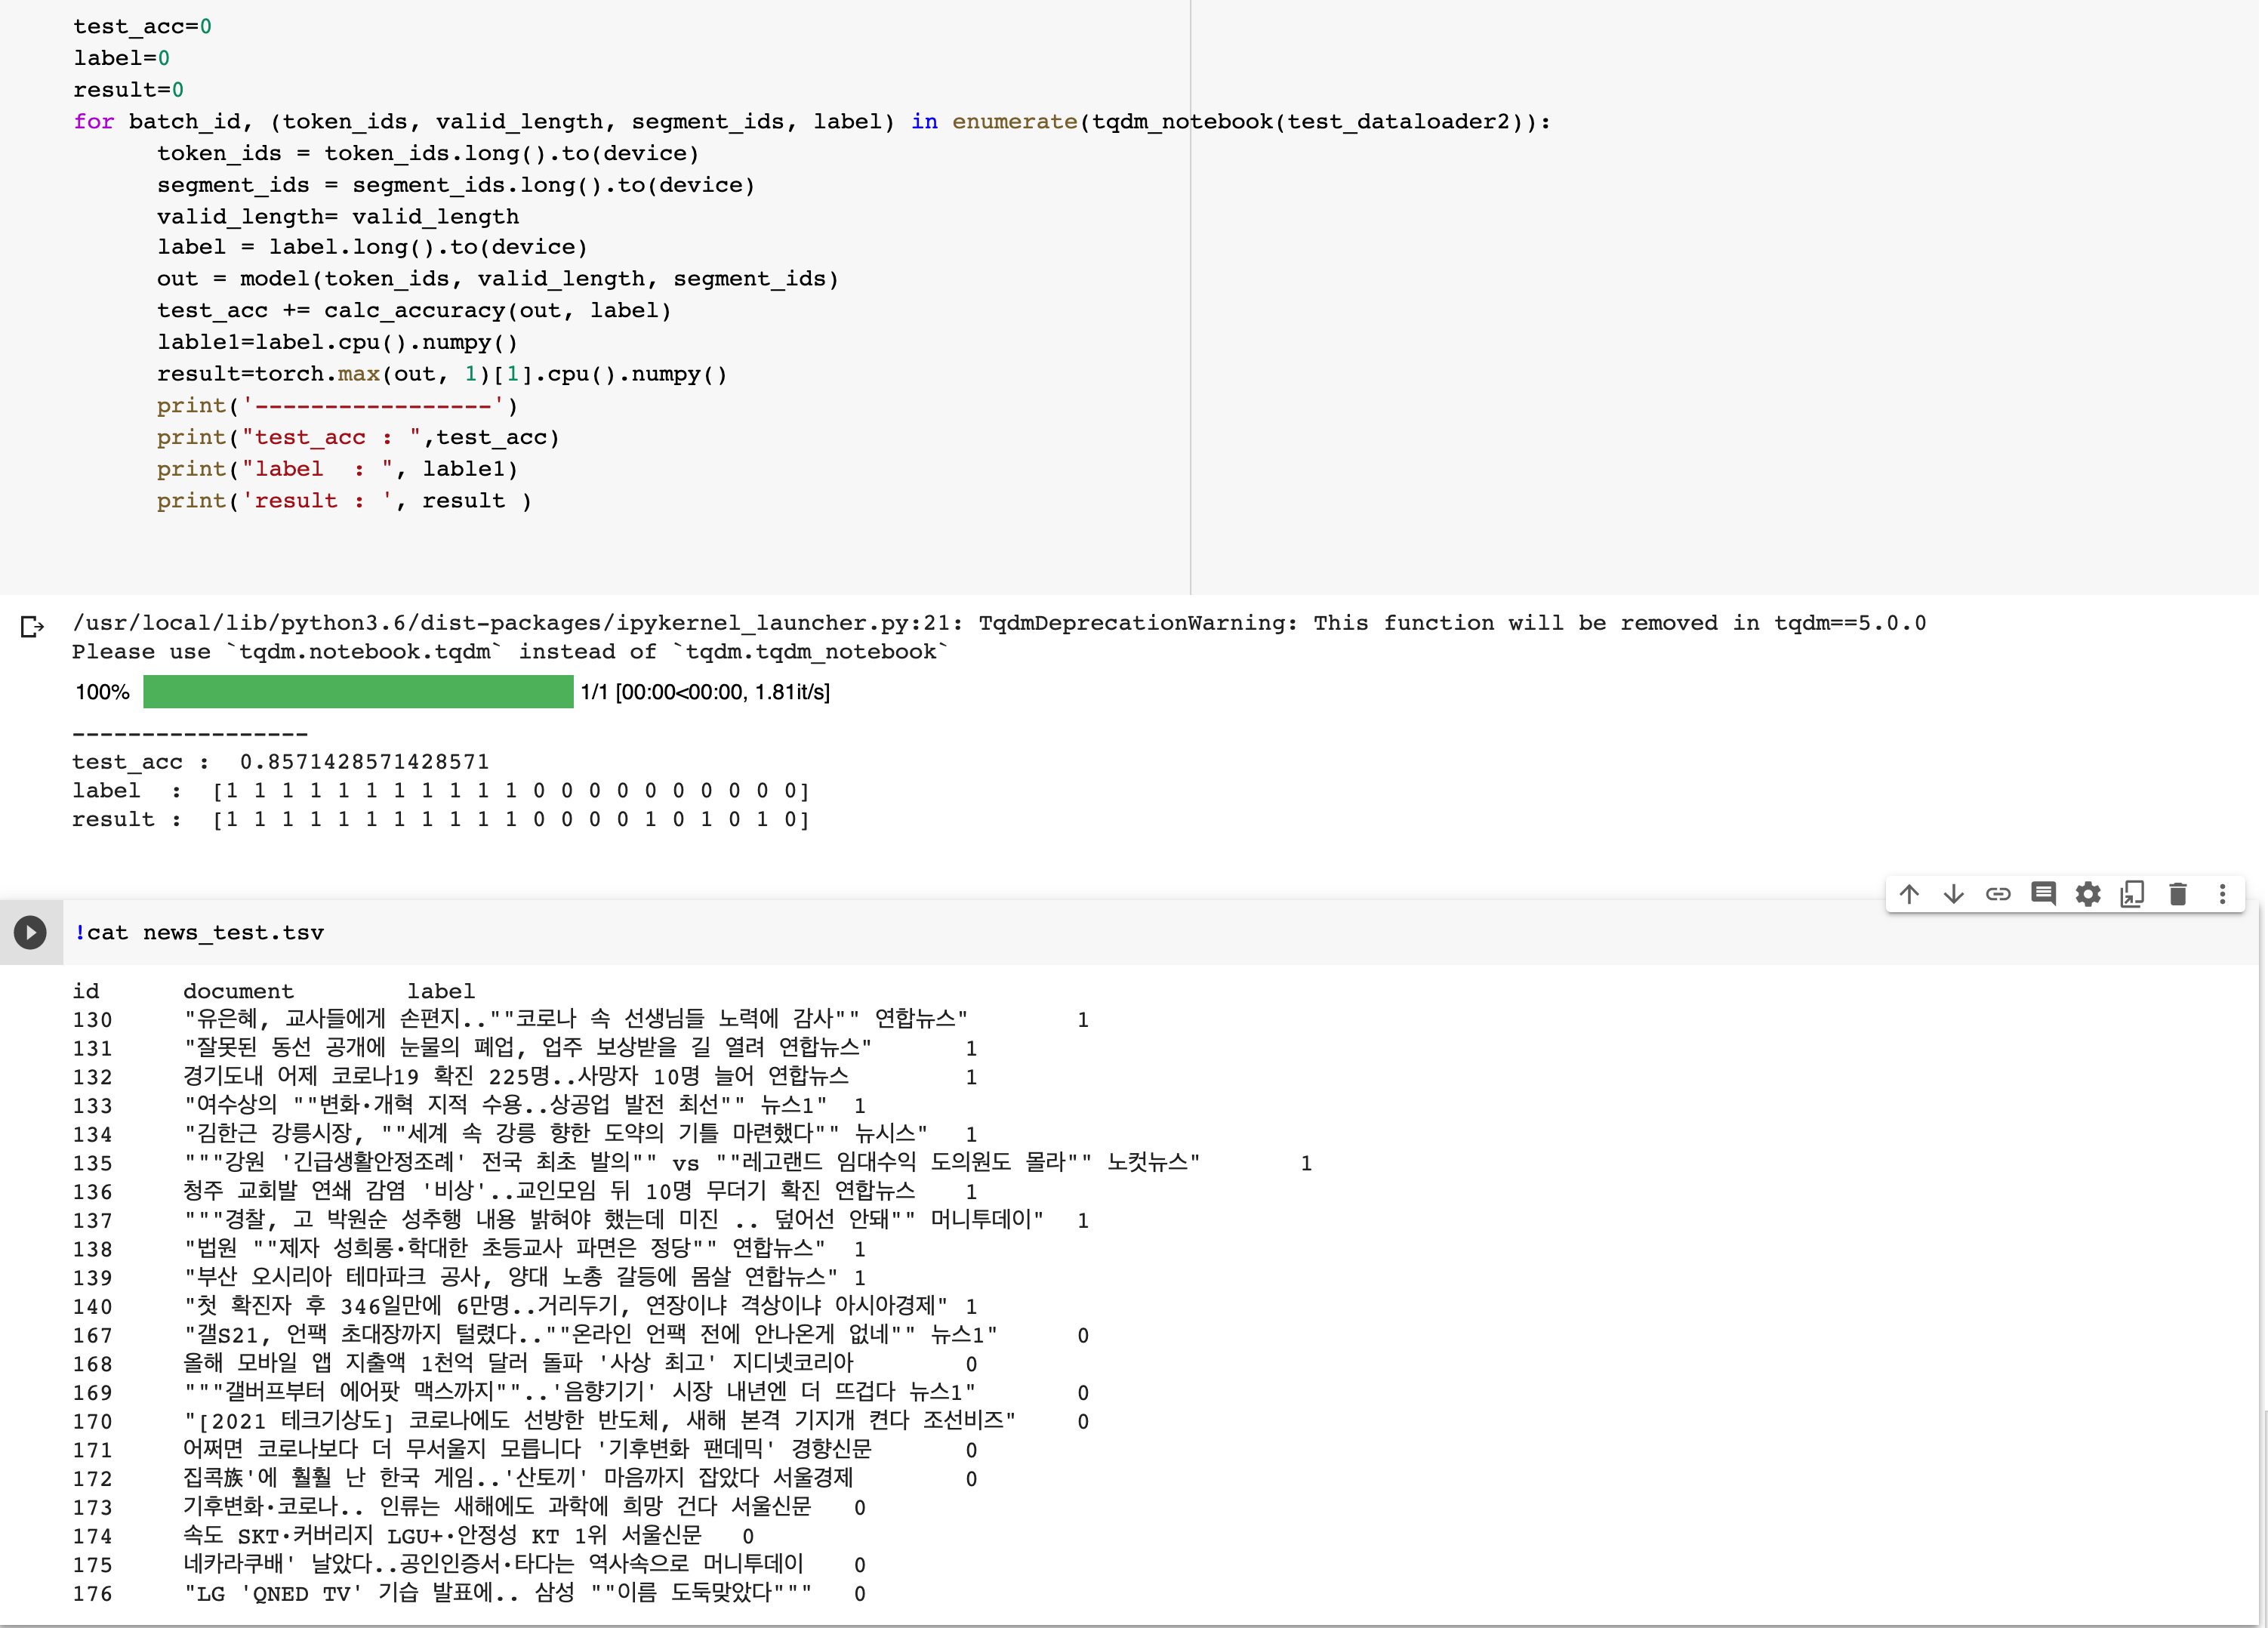 test_acc=0
label=0
result=0
for batch_id, (token_ids, valid_length, segment_ids, label) in enumerate(tqdm_notebook(test_dataloader2)):
token_ids = token_ids.long().to(device)
segment_ids = segment_ids.long().to(device)
valid_length= valid_length
label = label.long().to(device)
out = model(token_ids, valid_length, segment_ids)
test_acc += calc_accuracy(out, label)
lable1=label.cpu().numpy()
result=torch.max(out, 1)[1].cpu().numpy()
print('-----------------')
print("test_acc : ",test_acc)
print("label  : ", lable1)
print('result : ', result )
/usr/local/lib/python3.6/dist-packages/ipykernel_launcher.py:21: TqdmDeprecationWarning: This function will be removed in tqdm==5.0.0
Please use `tqdm.notebook.tqdm` instead of `tqdm.tqdm_notebook`
100% 1/1 [00:00<00:00, 1.81it/s]
-----------------
test_acc :  0.8571428571428571
label  :  [1 1 1 1 1 1 1 1 1 1 1 0 0 0 0 0 0 0 0 0 0]
result :  [1 1 1 1 1 1 1 1 1 1 1 0 0 0 0 1 0 1 0 1 0]
!cat news_test.tsv
id document label
130 "유은혜, 교사들에게 손편지..""코로나 속 선생님들 노력에 감사"" 연합뉴스" 1
131 "잘못된 동선 공개에 눈물의 폐업, 업주 보상받을 길 열려 연합뉴스" 1
132 경기도내 어제 코로나19 확진 225명..사망자 10명 늘어 연합뉴스 1
133 "여수상의 ""변화·개혁 지적 수용..상공업 발전 최선"" 뉴스1" 1
134 "김한근 강릉시장, ""세계 속 강릉 향한 도약의 기틀 마련했다"" 뉴시스" 1
135 """강원 '긴급생활안정조례' 전국 최초 발의"" vs ""레고랜드 임대수익 도의원도 몰라"" 노컷뉴스" 1
136 청주 교회발 연쇄 감염 '비상'..교인모임 뒤 10명 무더기 확진 연합뉴스 1
137 """경찰, 고 박원순 성추행 내용 밝혀야 했는데 미진 .. 덮어선 안돼"" 머니투데이" 1
138 "법원 ""제자 성희롱·학대한 초등교사 파면은 정당"" 연합뉴스" 1
139 "부산 오시리아 테마파크 공사, 양대 노총 갈등에 몸살 연합뉴스" 1
140 "첫 확진자 후 346일만에 6만명..거리두기, 연장이냐 격상이냐 아시아경제" 1
167 "갤S21, 언팩 초대장까지 털렸다..""온라인 언팩 전에 안나온게 없네"" 뉴스1" 0
168 올해 모바일 앱 지출액 1천억 달러 돌파 '사상 최고' 지디넷코리아 0
169 """갤버프부터 에어팟 맥스까지""..'음향기기' 시장 내년엔 더 뜨겁다 뉴스1" 0
170 "[2021 테크기상도] 코로나에도 선방한 반도체, 새해 본격 기지개 켠다 조선비즈" 0
171 어쩌면 코로나보다 더 무서울지 모릅니다 '기후변화 팬데믹' 경향신문 0
172 집콕族'에 훨훨 난 한국 게임..'산토끼' 마음까지 잡았다 서울경제 0
173 기후변화·코로나.. 인류는 새해에도 과학에 희망 건다 서울신문 0
174 속도 SKT·커버리지 LGU+·안정성 KT 1위 서울신문 0
175 네카라쿠배' 날았다..공인인증서·타다는 역사속으로 머니투데이 0
176 "LG 'QNED TV' 기습 발표에.. 삼성 ""이름 도둑맞았다""" 0